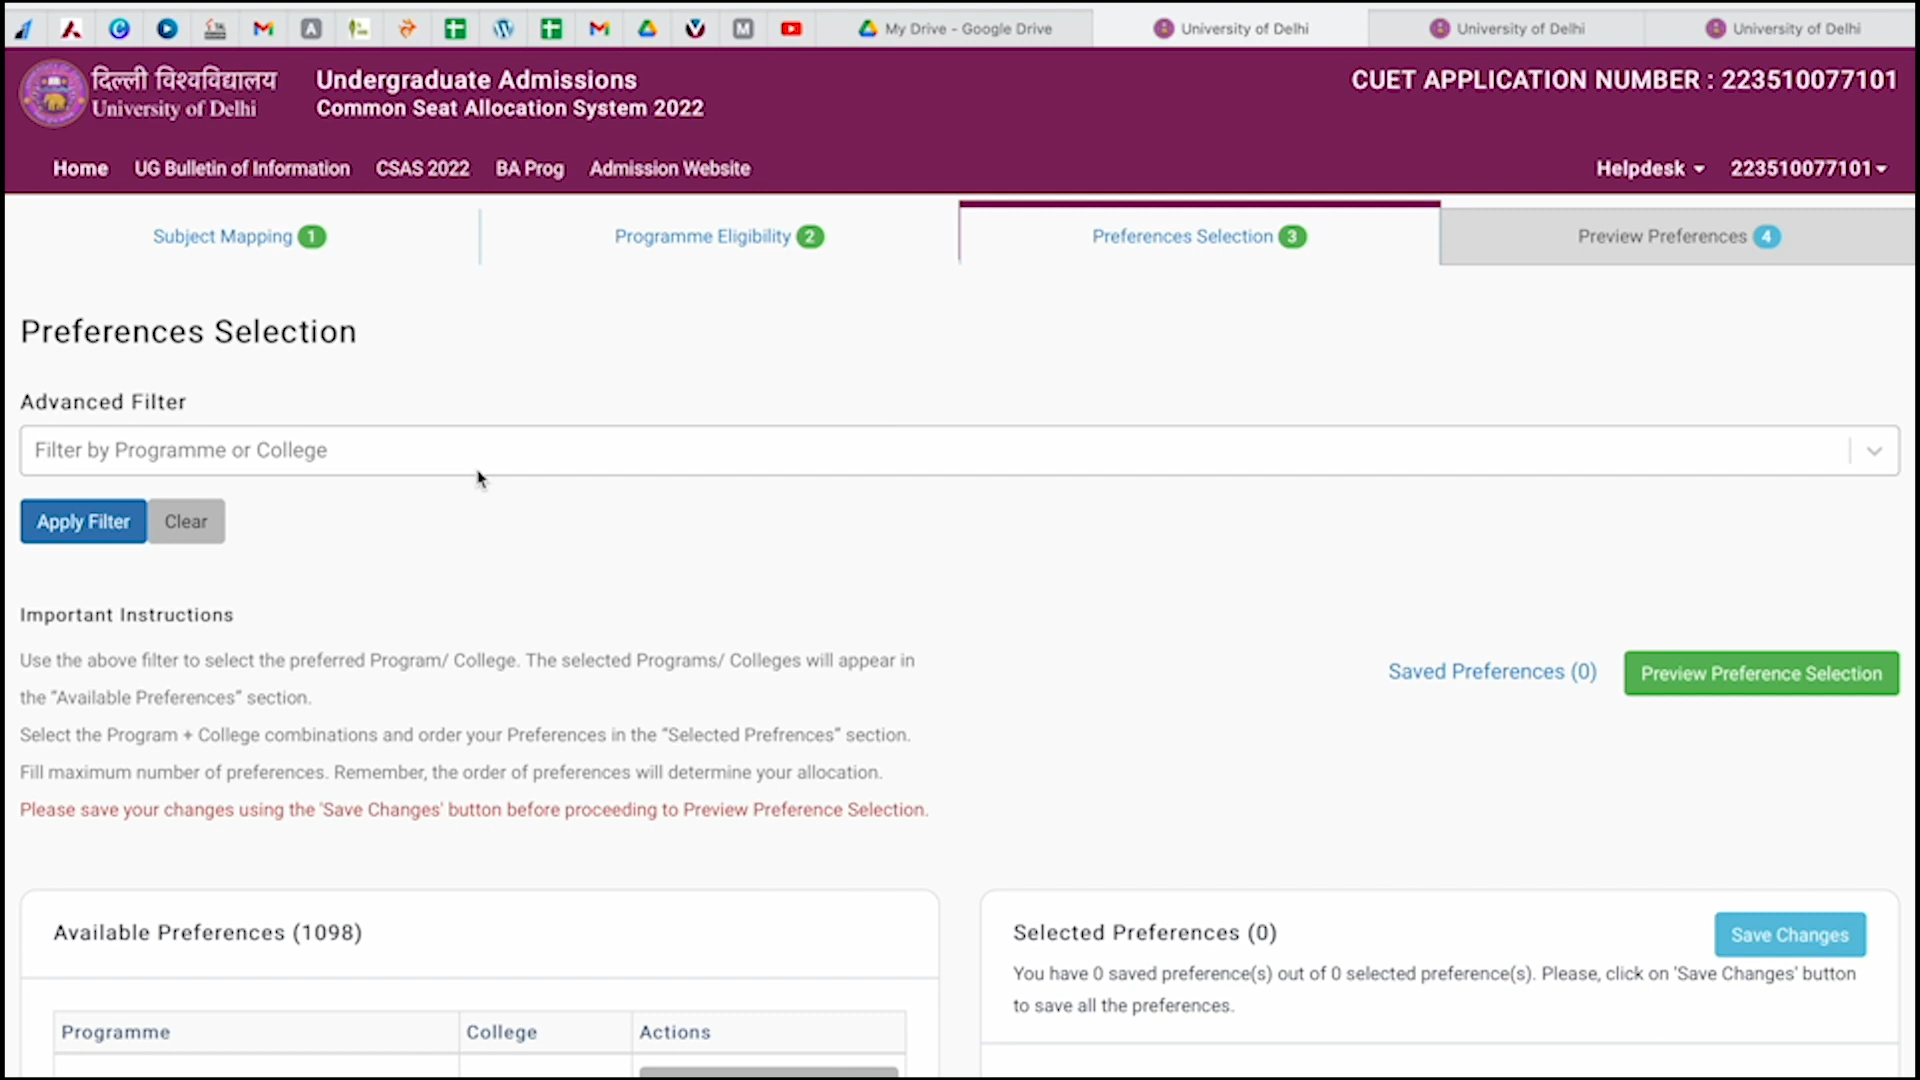 My Drive - Google Drive
University of Delhi
University of Delhi
University of Delhi
दिल्ली विश्वविद्यालय
University of Delhi
Undergraduate Admissions
Common Seat Allocation System 2022
CUET APPLICATION NUMBER : 223510077101
Home UG Bulletin of Information CSAS 2022 BA Prog Admission Website
Helpdesk 223510077101
Subject Mapping 1
Programme Eligibility 2
Preferences Selection 3
Preview Preferences 4
Preferences Selection
Advanced Filter
Filter by Programme or College
Apply Filter Clear
Important Instructions
Use the above filter to select the preferred Program/ College. The selected Programs/ Colleges will appear in
the “Available Preferences” section.
Select the Program + College combinations and order your Preferences in the “Selected Prefrences” section.
Fill maximum number of preferences. Remember, the order of preferences will determine your allocation.
Please save your changes using the 'Save Changes' button before proceeding to Preview Preference Selection.
Saved Preferences (0)
Preview Preference Selection
Available Preferences (1098)
Programme College Actions
Selected Preferences (0)
Save Changes
You have 0 saved preference(s) out of 0 selected preference(s). Please, click on 'Save Changes' button
to save all the preferences.